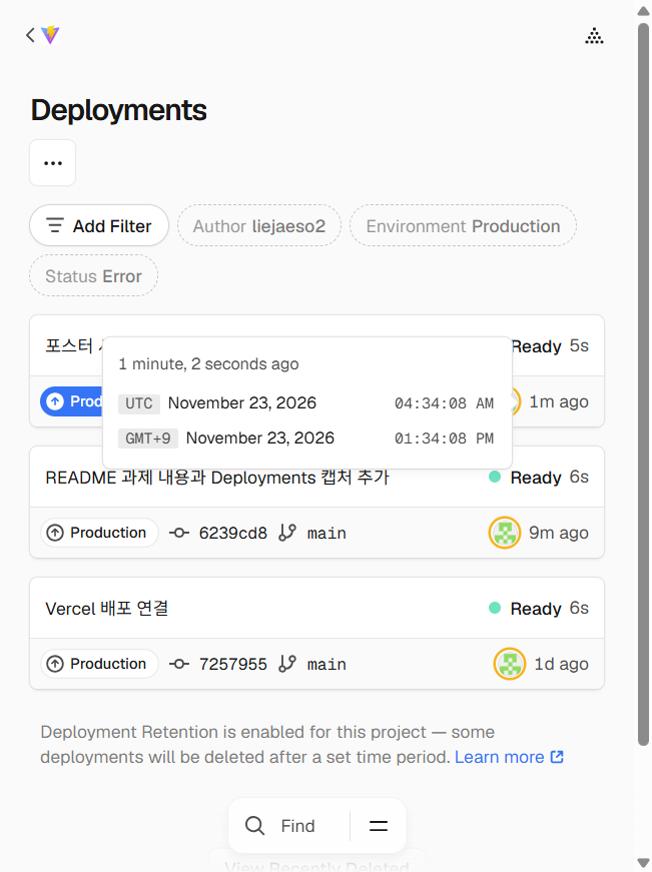 Deployments
Add Filter
Author liejaeso2
Environment Production
Status Error
포스터
Ready 5s
1 minute, 2 seconds ago
UTC November 23, 2026 04:34:08 AM
GMT+9 November 23, 2026 01:34:08 PM
1m ago
README 과제 내용과 Deployments 캡처 추가
Ready 6s
Production 6239cd8 main
9m ago
Vercel 배포 연결
Ready 6s
Production 7257955 main
1d ago
Deployment Retention is enabled for this project — some
deployments will be deleted after a set time period. Learn more
Find
View Recently Deleted